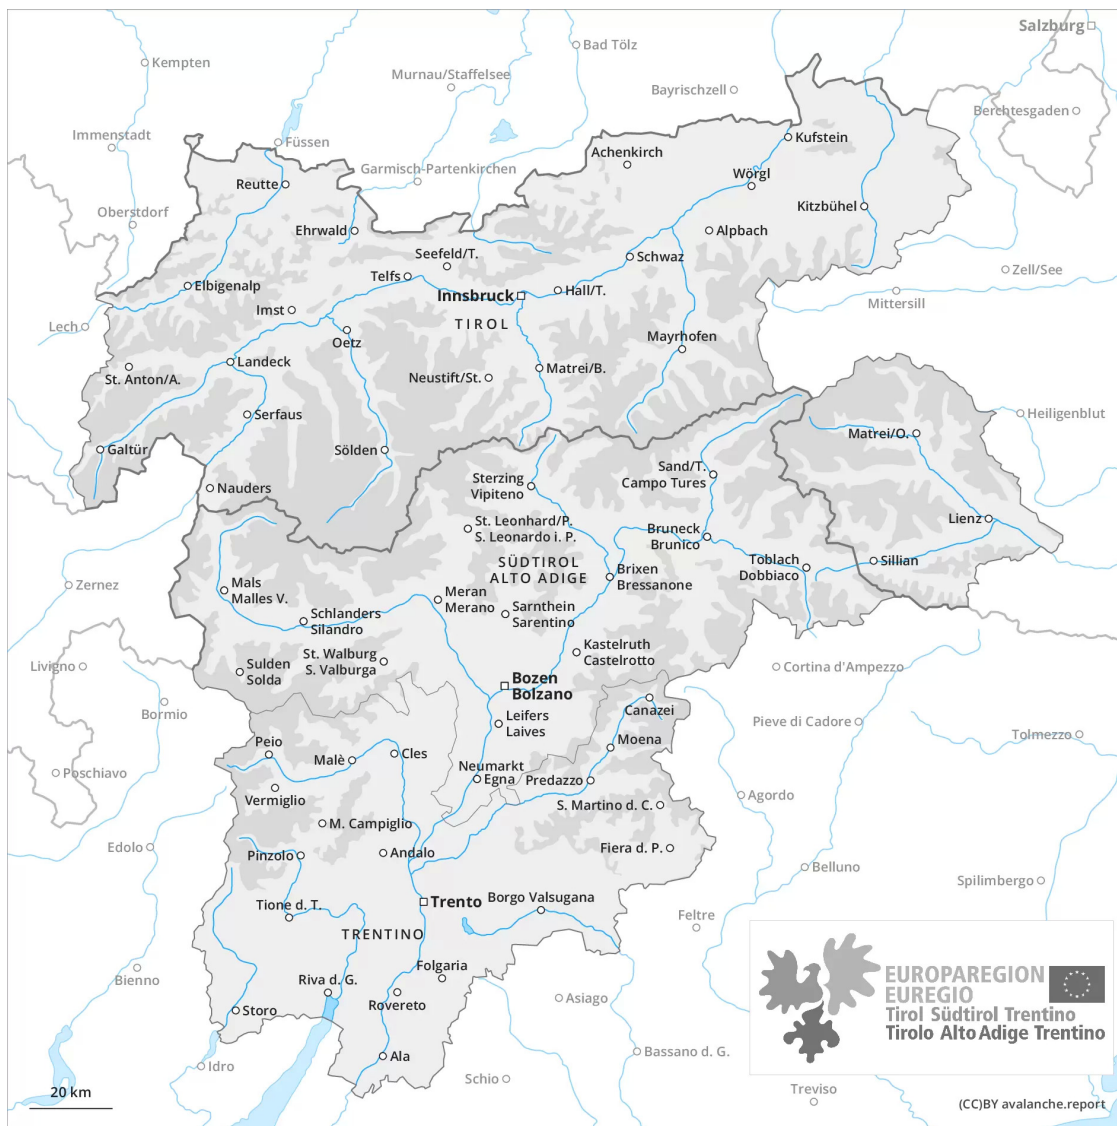 Salzburg
Bad Tölz
Kempten
Murnau/Staffelsee
Bayrischzell
Berchtesgaden
Immenstadt
Füssen
Kufstein
Achenkirch
Garmisch-Partenkirchen
Wörgl
Reutte
Kitzbühel
Oberstdorf
Ehrwald
Alpbach
Seefeld/T.
Schwaz
Telfs
Zell/See
Elbigenalp
Hall/T.
Innsbruck
Mittersill
Imst
TIROL
Lech
Oetz
Mayrhofen
Landeck
Matrei/B.
St. Anton/A.
Neustift/St.
Serfaus
Heiligenblut
Matrei/O.
Galtür
Sölden
Sand/T.
Campo Tures
Sterzing
Vipiteno
Nauders
Lienz
St. Leonhard/P.
S. Leonardo i. P.
Bruneck
Brunico
SÜDTIROL
ALTO ADIGE
Toblach
Dobbiaco
Sillian
Brixen
Bressanone
Zernez
Mals
Malles V.
Meran
Merano
Sarnthein
Sarentino
Schlanders
Silandro
Kastelruth
Castelrotto
St. Walburg
S. Valburga
Livigno
Sulden
Solda
Cortina d'Ampezzo
Bozen
Bolzano
Bormio
Canazei
Leifers
Laives
Pieve di Cadore
Tolmezzo
Moena
Peio
Cles
Malè
Neumarkt
Egna
Predazzo
Poschiavo
Vermiglio
Agordo
S. Martino d. C.
M. Campiglio
Edolo
Fiera d. P.
Andalo
Pinzolo
Belluno
Spilimbergo
Borgo Valsugana
Trento
Tione d. T.
Feltre
TRENTINO
Folgaria
Bienno
Riva d. G.
Rovereto
Asiago
Storo
Ala
Bassano d. G.
Idro
Schio
Treviso
EUROPAREGION
EUREGIO
Tirol Südtirol Trentino
Tirolo Alto Adige Trentino
20 km
(CC)BY avalanche.report